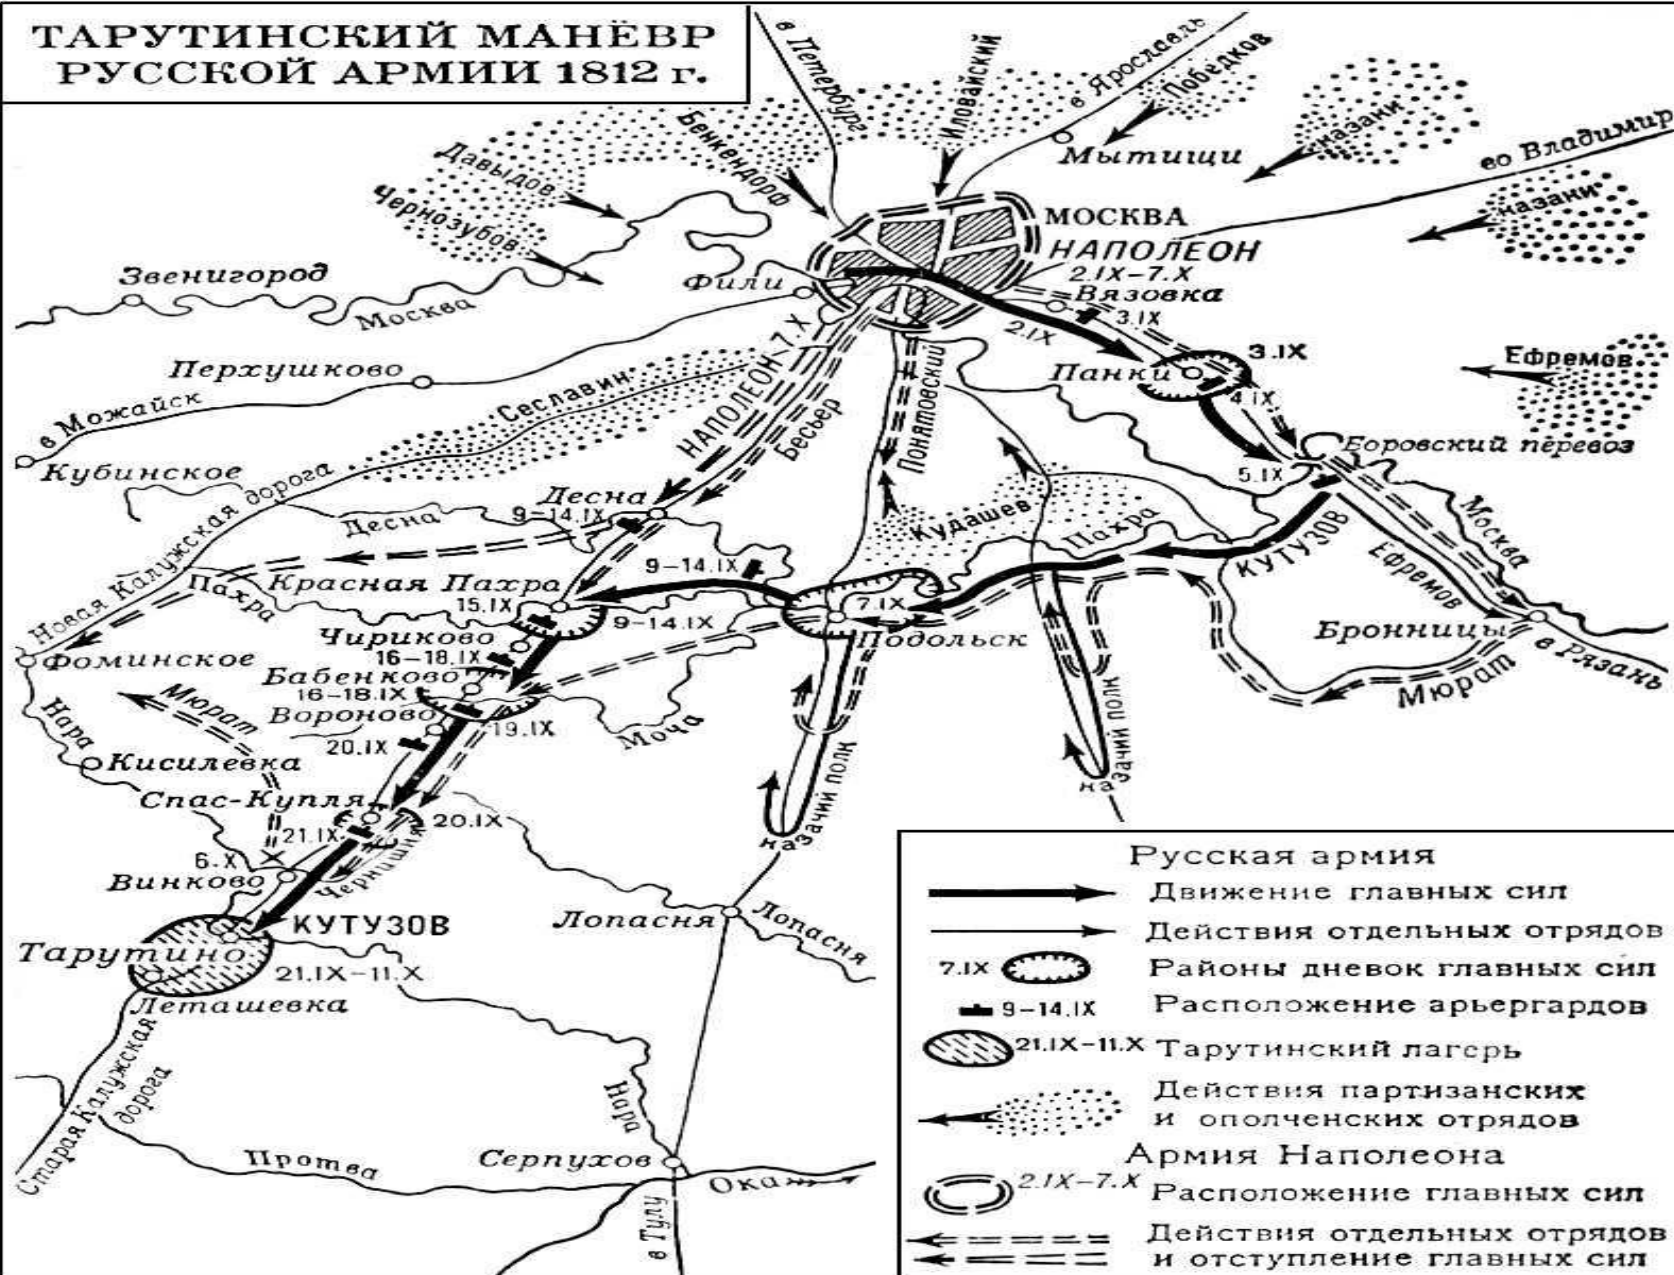 ТАРУТИНСКИЙ МАНЁВР
РУССКОЙ АРМИИ 1812 г.
в Петербург
Иловайский
в Ярославль
Победков
казаки
во Владимир
Бенкендорф
Давыдов
Чернозубов
Мытищи
казаки
МОСКВА
НАПОЛЕОН
2.IX–7.X
Звенигород
Москва
Фили
Вязовка
3.IX
2.IX
Перхушково
Панки
3.IX
4.IX
Ефремов
в Можайск
Сеславин
НАПОЛЕОН–7.X
Бесьер
Понятовский
Кубинское
Боровский перевоз
5.IX
Новая Калужская дорога
Десна
9–14.IX
Десна
Кудашев
Пахра
Москва
КУТУЗОВ
Ефремов
Пахра
Красная Пахра
9–14.IX
15.IX
9–14.IX
7.IX
Подольск
Бронницы
в Рязань
Мюрат
Чириково
16–18.IX
Фоминское
Бабенково
16–18.IX
Мюрат
Вороново
19.IX
20.IX
Моча
Нара
Кисилевка
казачий полк
казачий полк
Спас-Купля
20.IX
21.IX
Чернишня
6.X
Винково
КУТУЗОВ
Тарутино
21.IX–11.X
Леташевка
Лопасня
Лопасня
Старая Калужская
дорога
Нара
Протва
Серпухов
Ока
в Тулу
Русская армия
Движение главных сил
Действия отдельных отрядов
7.IX Районы дневок главных сил
9–14.IX Расположение арьергардов
21.IX–11.X Тарутинский лагерь
Действия партизанских
и ополченских отрядов
Армия Наполеона
2.IX–7.X Расположение главных сил
Действия отдельных отрядов
и отступление главных сил